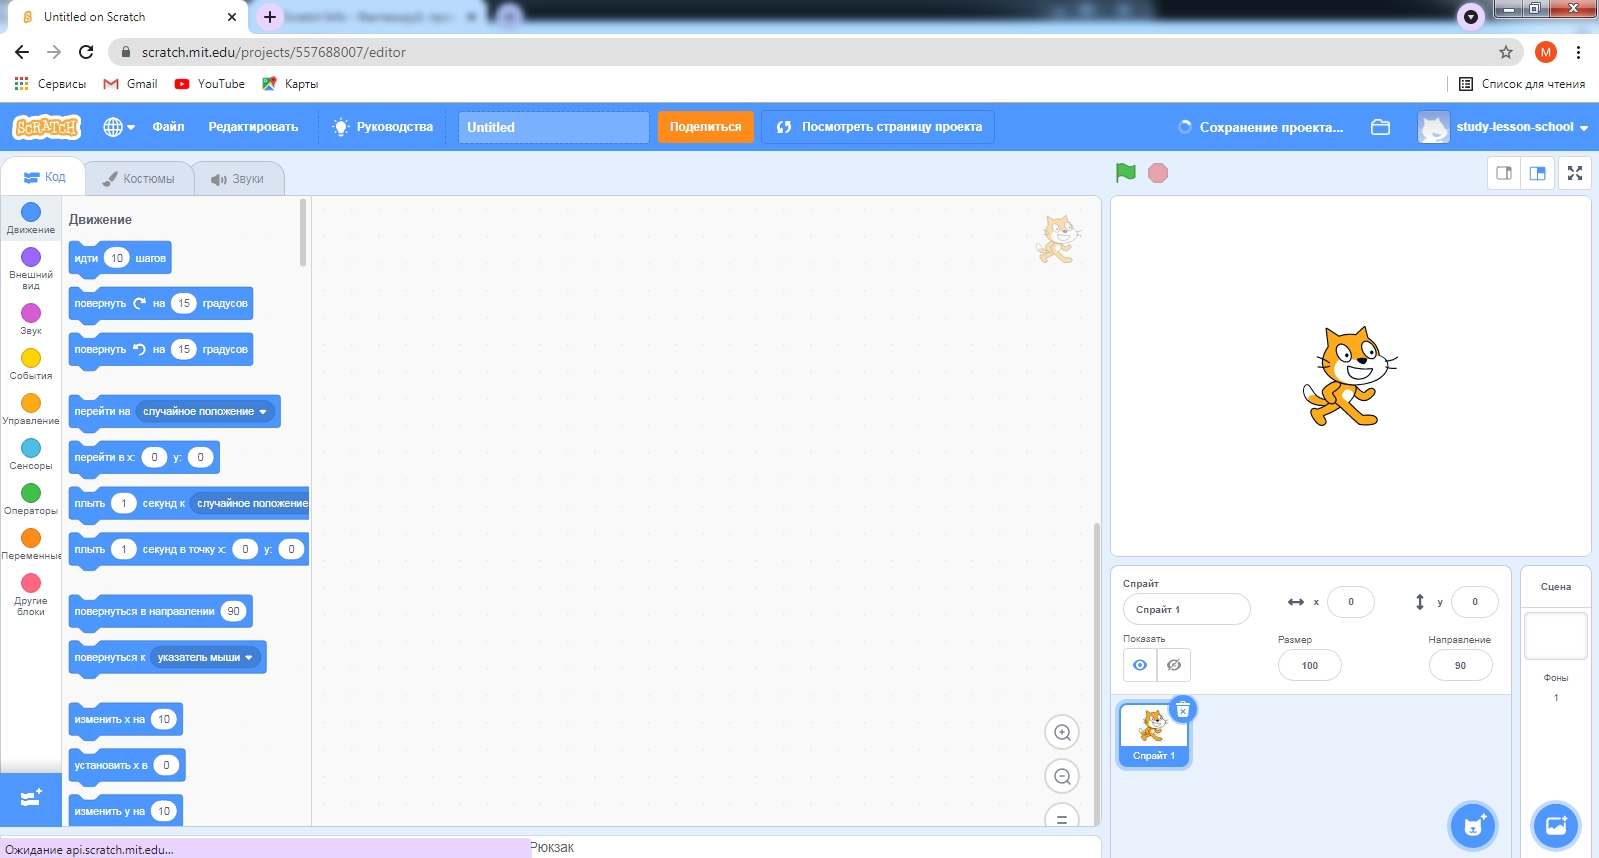 Untitled on Scratch
scratch.mit.edu/projects/557688007/editor
M
Сервисы
Gmail
YouTube
Карты
Список для чтения
SCRATCH
Файл
Редактировать
Руководства
Untitled
Поделиться
Посмотреть страницу проекта
Сохранение проекта...
study-lesson-school
Код
Костюмы
Звуки
Движение
Внешний вид
Звук
События
Управление
Сенсоры
Операторы
Переменные
Другие блоки
Движение
идти 10 шагов
повернуть на 15 градусов
повернуть на 15 градусов
перейти на случайное положение
перейти в x: 0 y: 0
плыть 1 секунд к случайное положение
плыть 1 секунд в точку x: 0 y: 0
повернуться в направлении 90
повернуться к указатель мыши
изменить x на 10
установить x в 0
изменить y на 10
Спрайт
Спрайт 1
x 0
y 0
Показать
Размер
100
Направление
90
Спрайт 1
Сцена
Фоны
1
Рюкзак
Ожидание api.scratch.mit.edu...